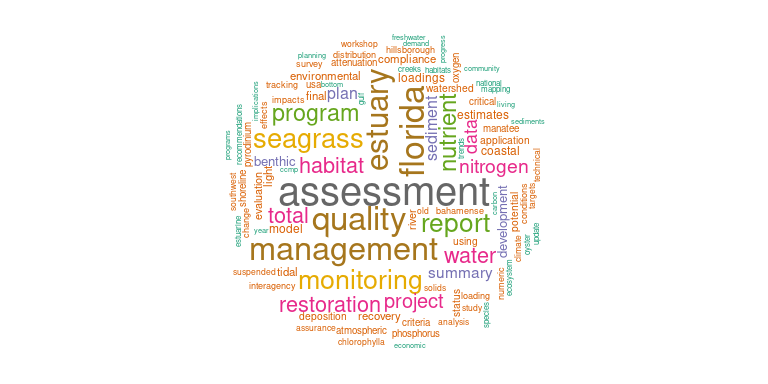 freshwater
demand
workshop
hillsborough
progress
planning
distribution
compliance
survey
attenuation
creeks
habitats
oxygen
community
environmental
loadings
national
tracking
usa
bottom
plan
watershed
mapping
impacts
final
gulf
estuary
florida
sediment
nutrient
critical
living
implications
effects
program
data
estimates
sediments
recommendations
pyrodinium
seagrass
trends
manatee
application
programs
benthic
habitat
coastal
nitrogen
technical
ccmp
light
southwest
shoreline
evaluation
assessment
carbon
development
potential
conditions
targets
change
total
quality
river
old
bahamense
report
estuarine
year
model
using
update
management
water
climate
oyster
suspended
tidal
monitoring
summary
numeric
ecosystem
interagency
solids
restoration
project
status
loading
study
species
deposition
recovery
criteria
analysis
assurance
atmospheric
phosphorus
chlorophylla
economic